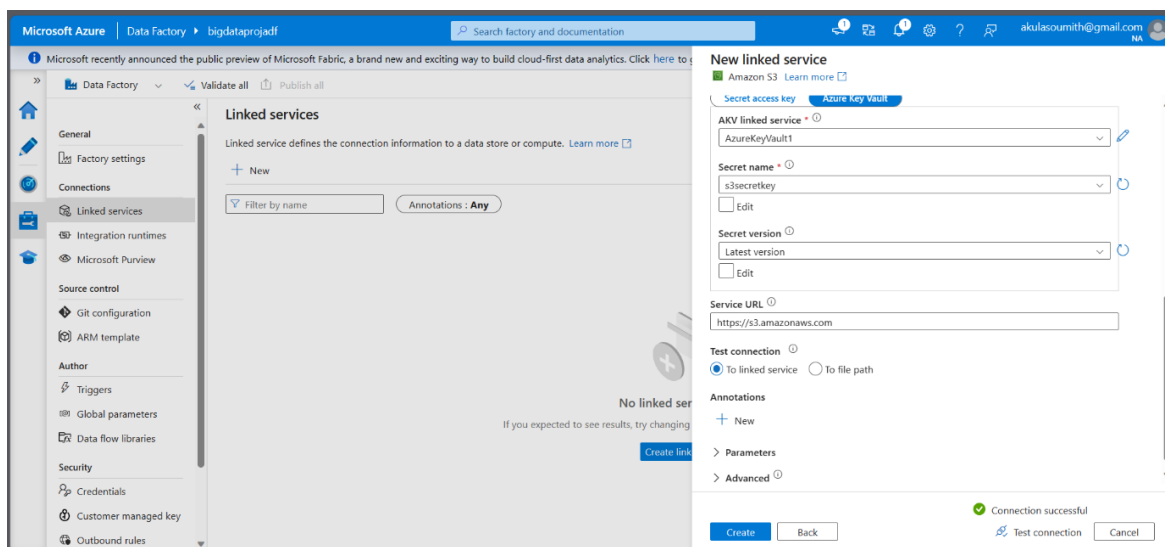 Microsoft Azure | Data Factory ▸ bigdataprojadf
Search factory and documentation
1
1
akulasoumith@gmail.com
NA
Microsoft recently announced the public preview of Microsoft Fabric, a brand new and exciting way to build cloud-first data analytics. Click here to g
Data Factory
Validate all
Publish all
General
Factory settings
Connections
Linked services
Integration runtimes
Microsoft Purview
Source control
Git configuration
ARM template
Author
Triggers
Global parameters
Data flow libraries
Security
Credentials
Customer managed key
Outbound rules
Linked services
Linked service defines the connection information to a data store or compute. Learn more
New
Filter by name
Annotations : Any
No linked ser
If you expected to see results, try changing
Create link
New linked service
Amazon S3 Learn more
Secret access key
Azure Key Vault
AKV linked service *
AzureKeyVault1
Secret name *
s3secretkey
Edit
Secret version
Latest version
Edit
Service URL
https://s3.amazonaws.com
Test connection
To linked service
To file path
Annotations
New
Parameters
Advanced
Connection successful
Create
Back
Test connection
Cancel